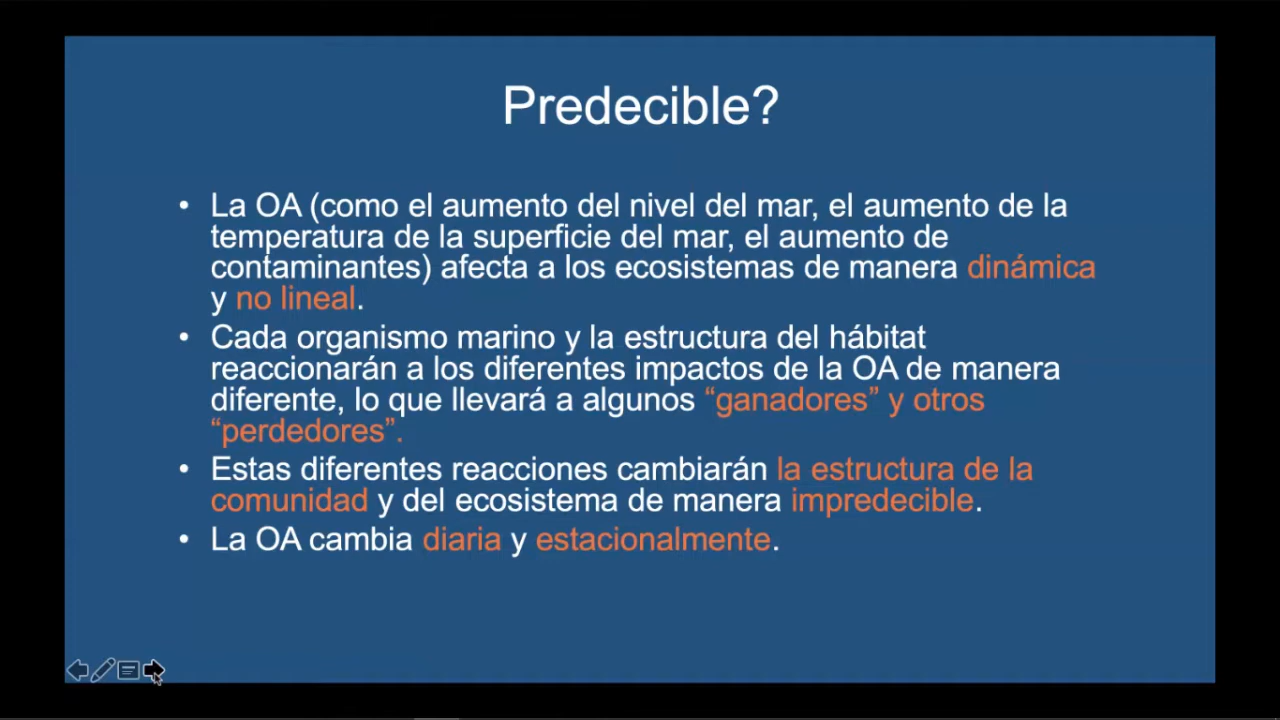 Predecible?
• La OA (como el aumento del nivel del mar, el aumento de la
temperatura de la superficie del mar, el aumento de
contaminantes) afecta a los ecosistemas de manera dinámica
y no lineal.
• Cada organismo marino y la estructura del hábitat
reaccionarán a los diferentes impactos de la OA de manera
diferente, lo que llevará a algunos “ganadores” y otros
“perdedores”.
• Estas diferentes reacciones cambiarán la estructura de la
comunidad y del ecosistema de manera impredecible.
• La OA cambia diaria y estacionalmente.